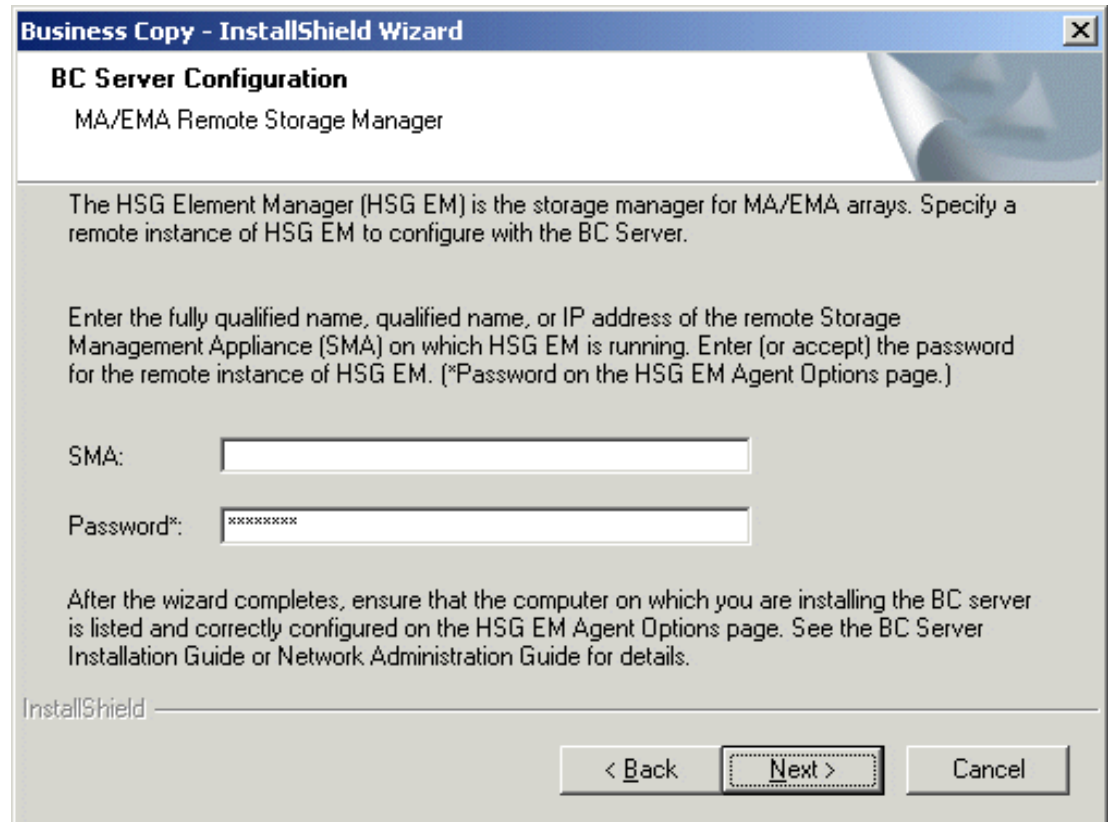 Business Copy - InstallShield Wizard
BC Server Configuration
MA/EMA Remote Storage Manager
The HSG Element Manager (HSG EM) is the storage manager for MA/EMA arrays. Specify a
remote instance of HSG EM to configure with the BC Server.
Enter the fully qualified name, qualified name, or IP address of the remote Storage
Management Appliance (SMA) on which HSG EM is running. Enter (or accept) the password
for the remote instance of HSG EM. (*Password on the HSG EM Agent Options page.)
SMA:
Password*: ********
After the wizard completes, ensure that the computer on which you are installing the BC server
is listed and correctly configured on the HSG EM Agent Options page. See the BC Server
Installation Guide or Network Administration Guide for details.
InstallShield
< Back Next > Cancel